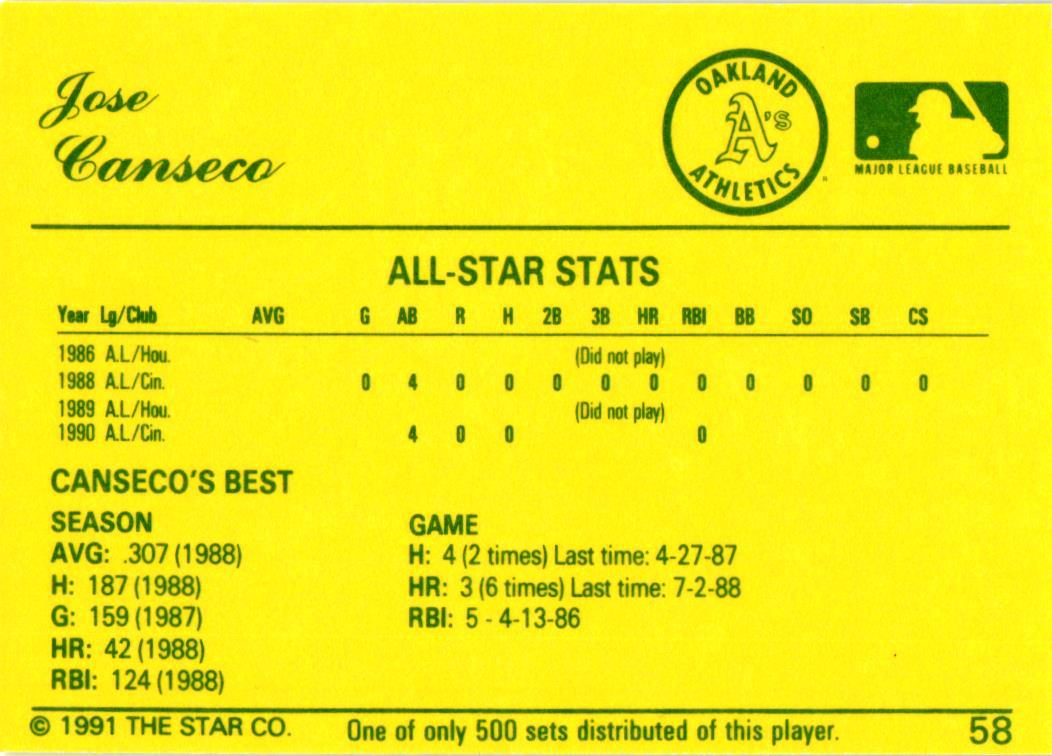 Jose
Canseco
OAKLAND
A's
ATHLETICS
MAJOR LEAGUE BASEBALL
ALL-STAR STATS
Year Lg/Club AVG G AB R H 2B 3B HR RBI BB SO SB CS
1986 A.L./Hou. (Did not play)
1988 A.L./Cin. 0 4 0 0 0 0 0 0 0 0 0 0
1989 A.L./Hou. (Did not play)
1990 A.L./Cin. 4 0 0 0
CANSECO'S BEST
SEASON
AVG: .307 (1988)
H: 187 (1988)
G: 159 (1987)
HR: 42 (1988)
RBI: 124 (1988)
GAME
H: 4 (2 times) Last time: 4-27-87
HR: 3 (6 times) Last time: 7-2-88
RBI: 5 - 4-13-86
© 1991 THE STAR CO. One of only 500 sets distributed of this player. 58